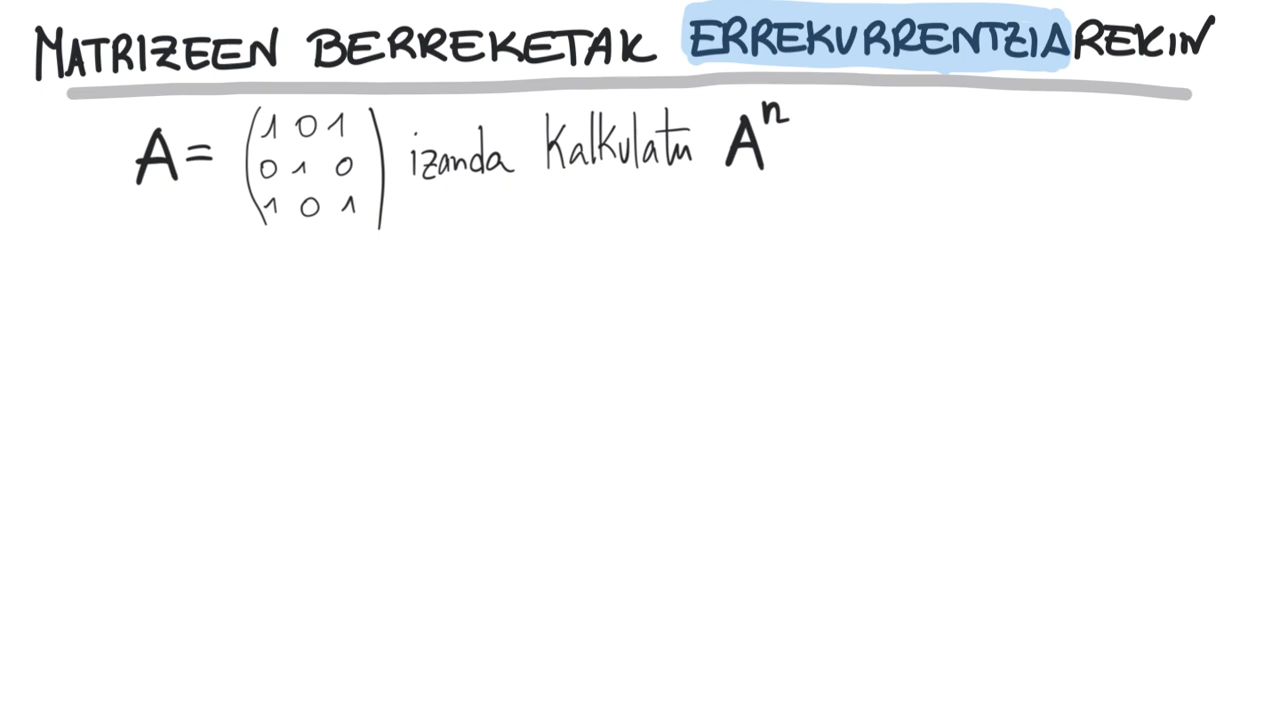 MATRIZEEN BERREKETAK ERREKURRENTZIAREKIN
A = (1 0 1
0 1 0
1 0 1) izanda Kalkulatu Aⁿ